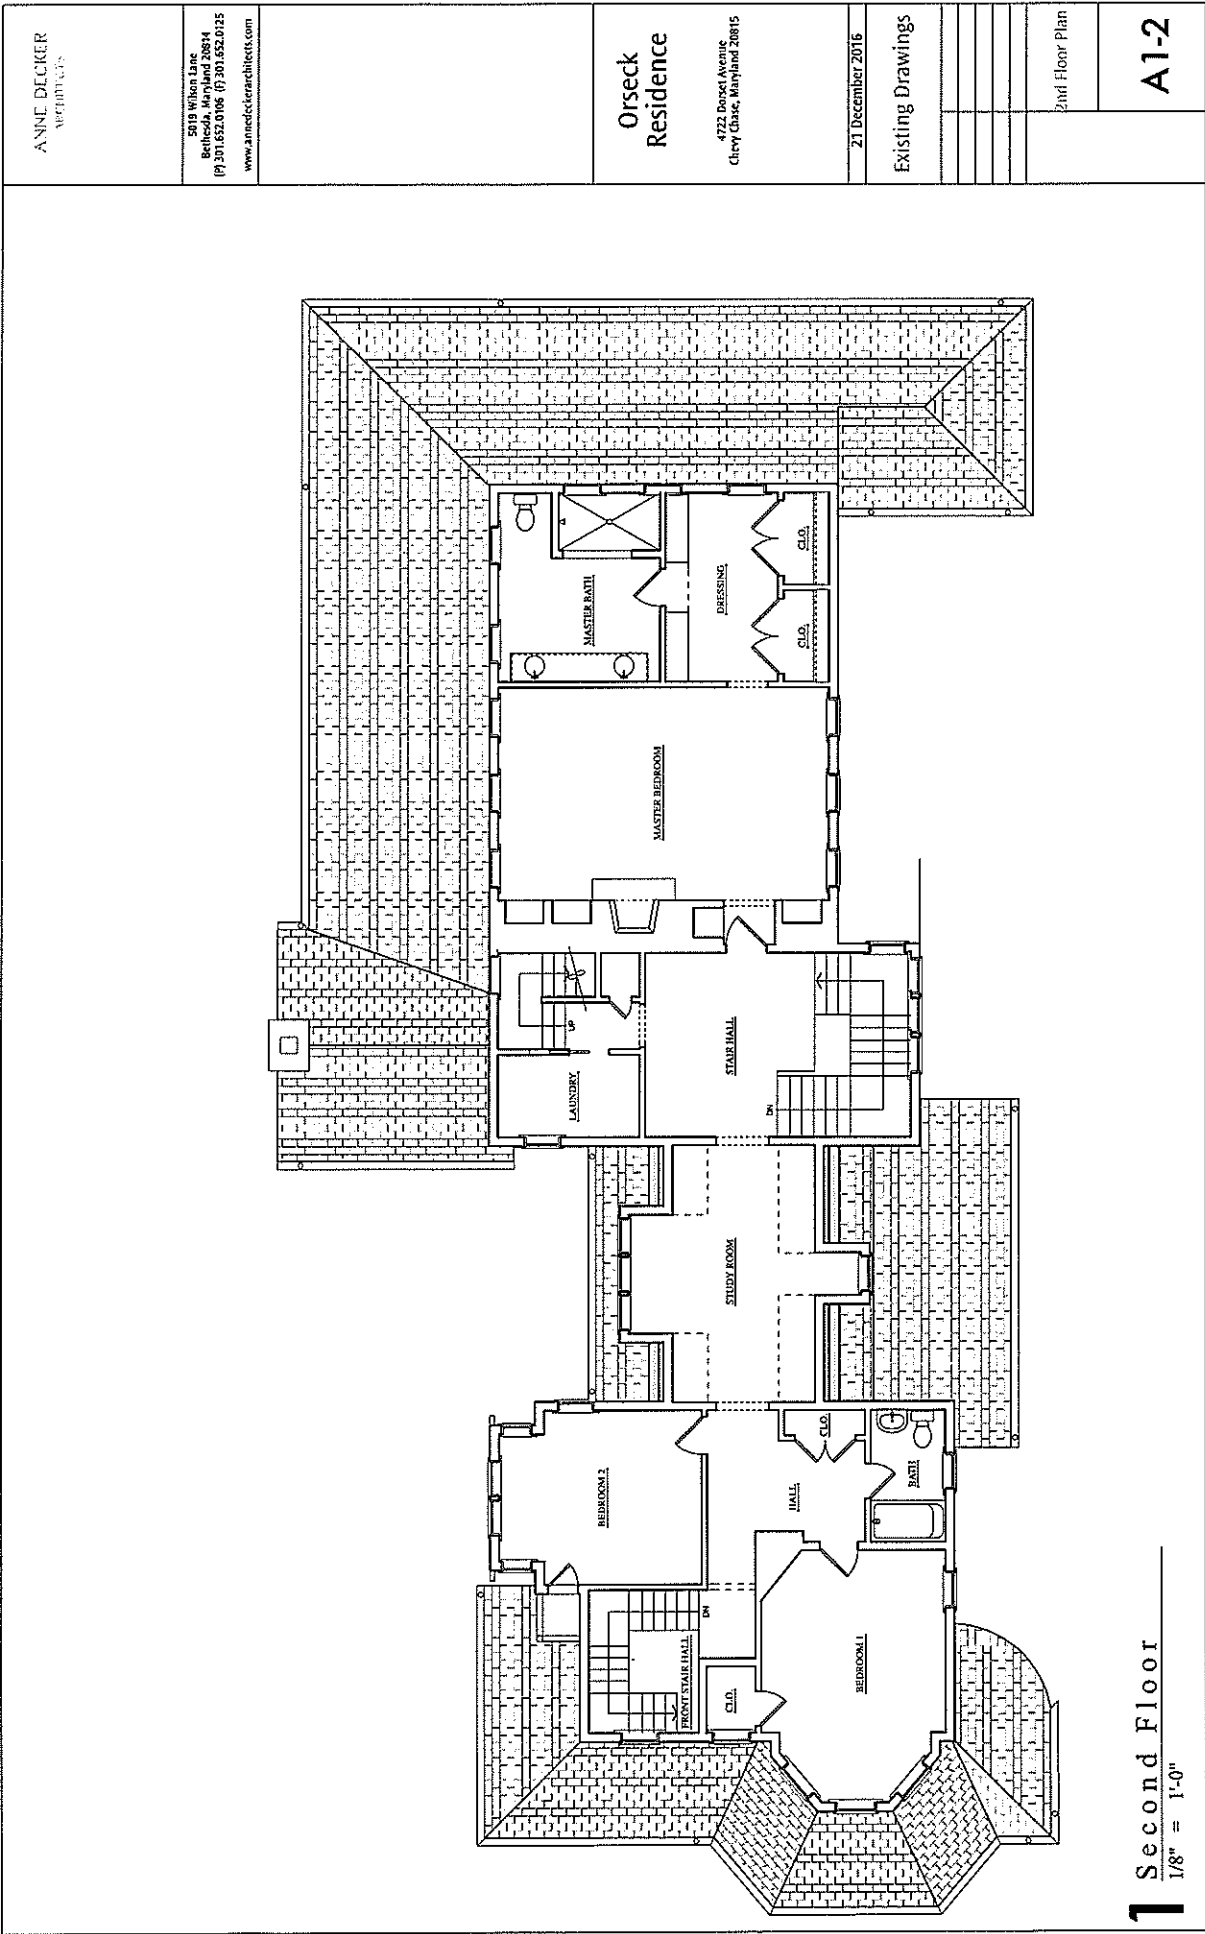 ANNE DECKER
ARCHITECTS
5019 Wilson Lane
Bethesda, Maryland 20814
(P) 301.652.0106 (F) 301.652.0125
www.annedeckerarchitects.com
Orseck
Residence
4722 Dorset Avenue
Chevy Chase, Maryland 20815
21 December 2016
Existing Drawings
2nd Floor Plan
A1-2
MASTER BATH
DRESSING
CLO.
CLO.
MASTER BEDROOM
UP
LAUNDRY
STAIR HALL
DN
STUDY ROOM
BEDROOM 2
HALL
CLO.
BATH
DN
FRONT STAIR HALL
CLO.
BEDROOM 1
1 Second Floor
1/8" = 1'-0"